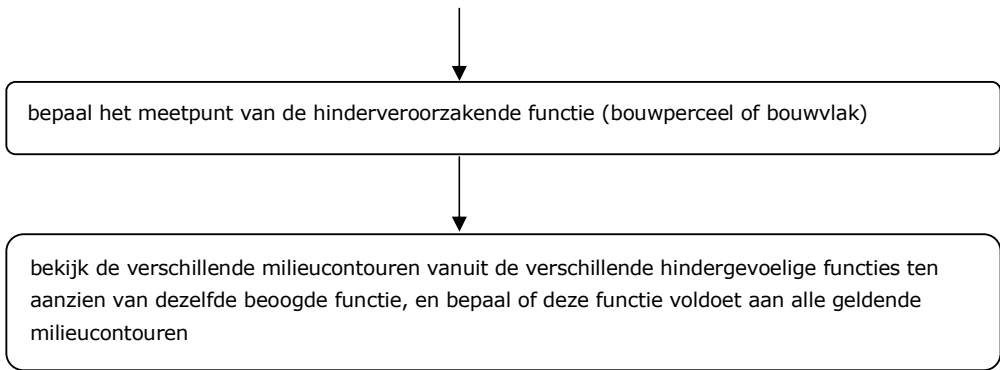 bepaal het meetpunt van de hinderveroorzakende functie (bouwperceel of bouwvlak)
bekijk de verschillende milieucontouren vanuit de verschillende hindergevoelige functies ten
aanzien van dezelfde beoogde functie, en bepaal of deze functie voldoet aan alle geldende
milieucontouren